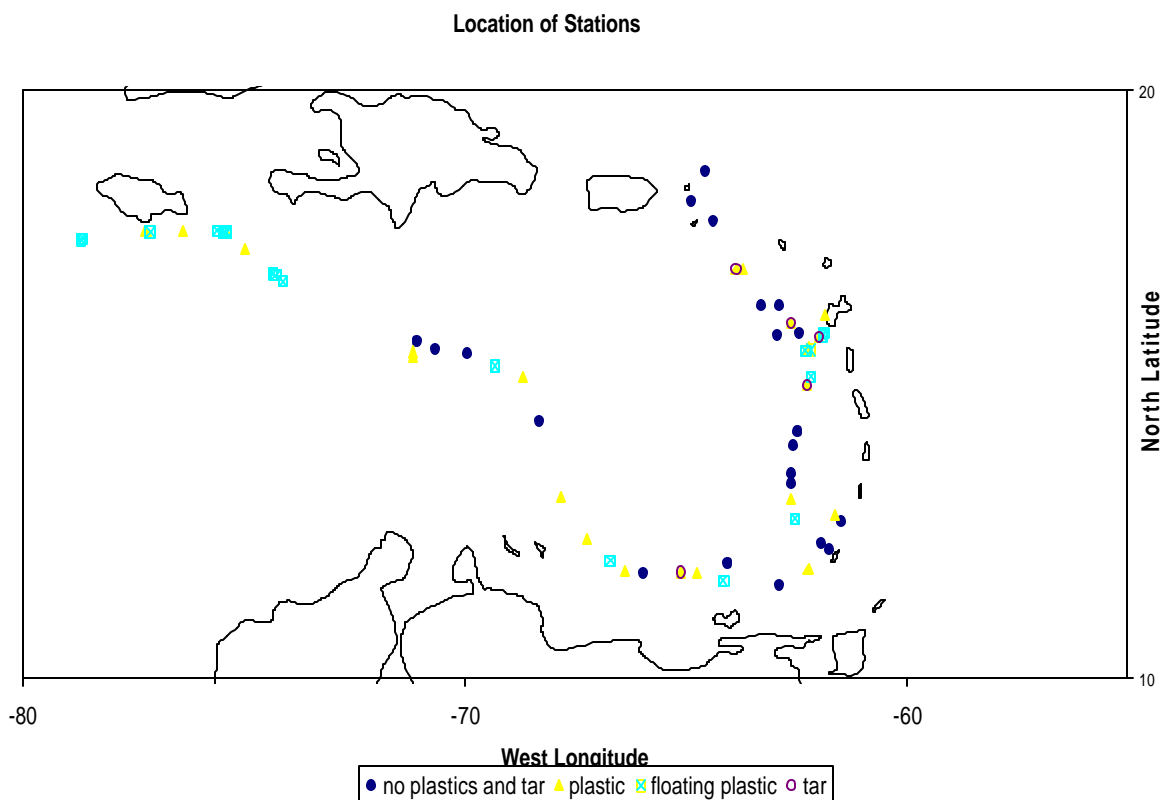 Location of Stations
20
North Latitude
10
-80
-70
-60
West Longitude
no plastics and tar plastic floating plastic tar